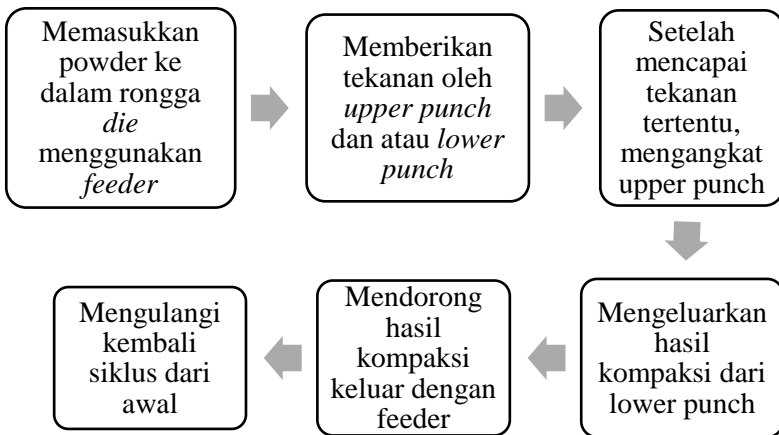 Memasukkan
powder ke
dalam rongga
die
menggunakan
feeder
Memberikan
tekanan oleh
upper punch
dan atau lower
punch
Setelah
mencapai
tekanan
tertentu,
mengangkat
upper punch
Mengeluarkan
hasil
kompaksi dari
lower punch
Mendorong
hasil
kompaksi
keluar dengan
feeder
Mengulangi
kembali
siklus dari
awal